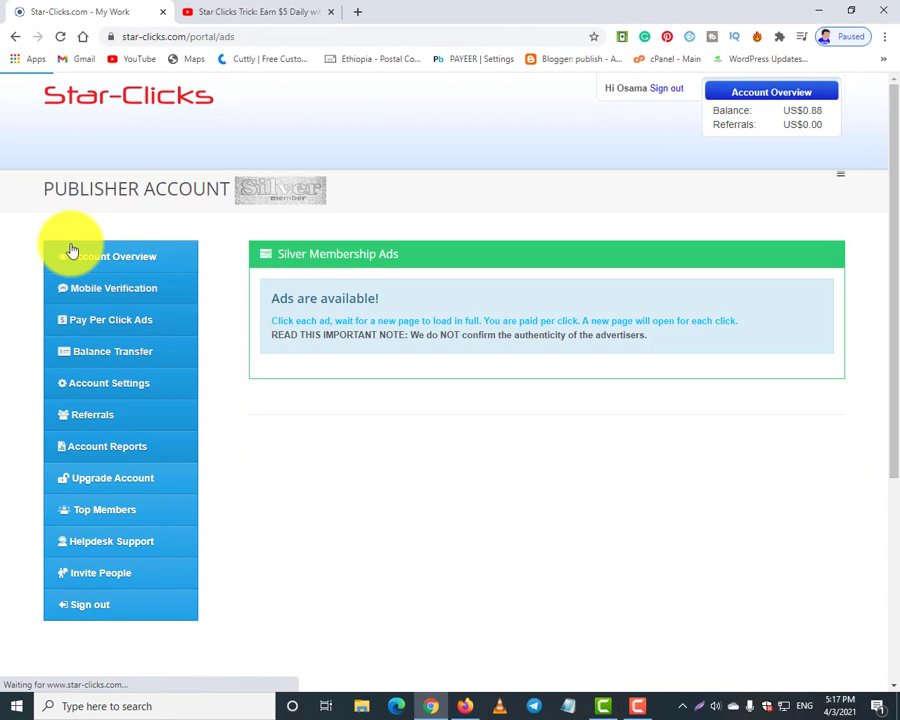 Star-Clicks.com - My Work
Star Clicks Trick: Earn $5 Daily wit
star-clicks.com/portal/ads
Paused
Apps
Gmail
YouTube
Maps
Cuttly | Free Custo...
Ethiopia - Postal Co...
PAYEER | Settings
Blogger: publish - A...
cPanel - Main
WordPress Updates...
Star-Clicks
Hi Osama Sign out
Account Overview
Balance: US$0.88
Referrals: US$0.00
PUBLISHER ACCOUNT
Silver
member
Account Overview
Mobile Verification
Pay Per Click Ads
Balance Transfer
Account Settings
Referrals
Account Reports
Upgrade Account
Top Members
Helpdesk Support
Invite People
Sign out
Silver Membership Ads
Ads are available!
Click each ad, wait for a new page to load in full. You are paid per click. A new page will open for each click.
READ THIS IMPORTANT NOTE: We do NOT confirm the authenticity of the advertisers.
Waiting for www.star-clicks.com...
Type here to search
ENG
5:17 PM
4/3/2021